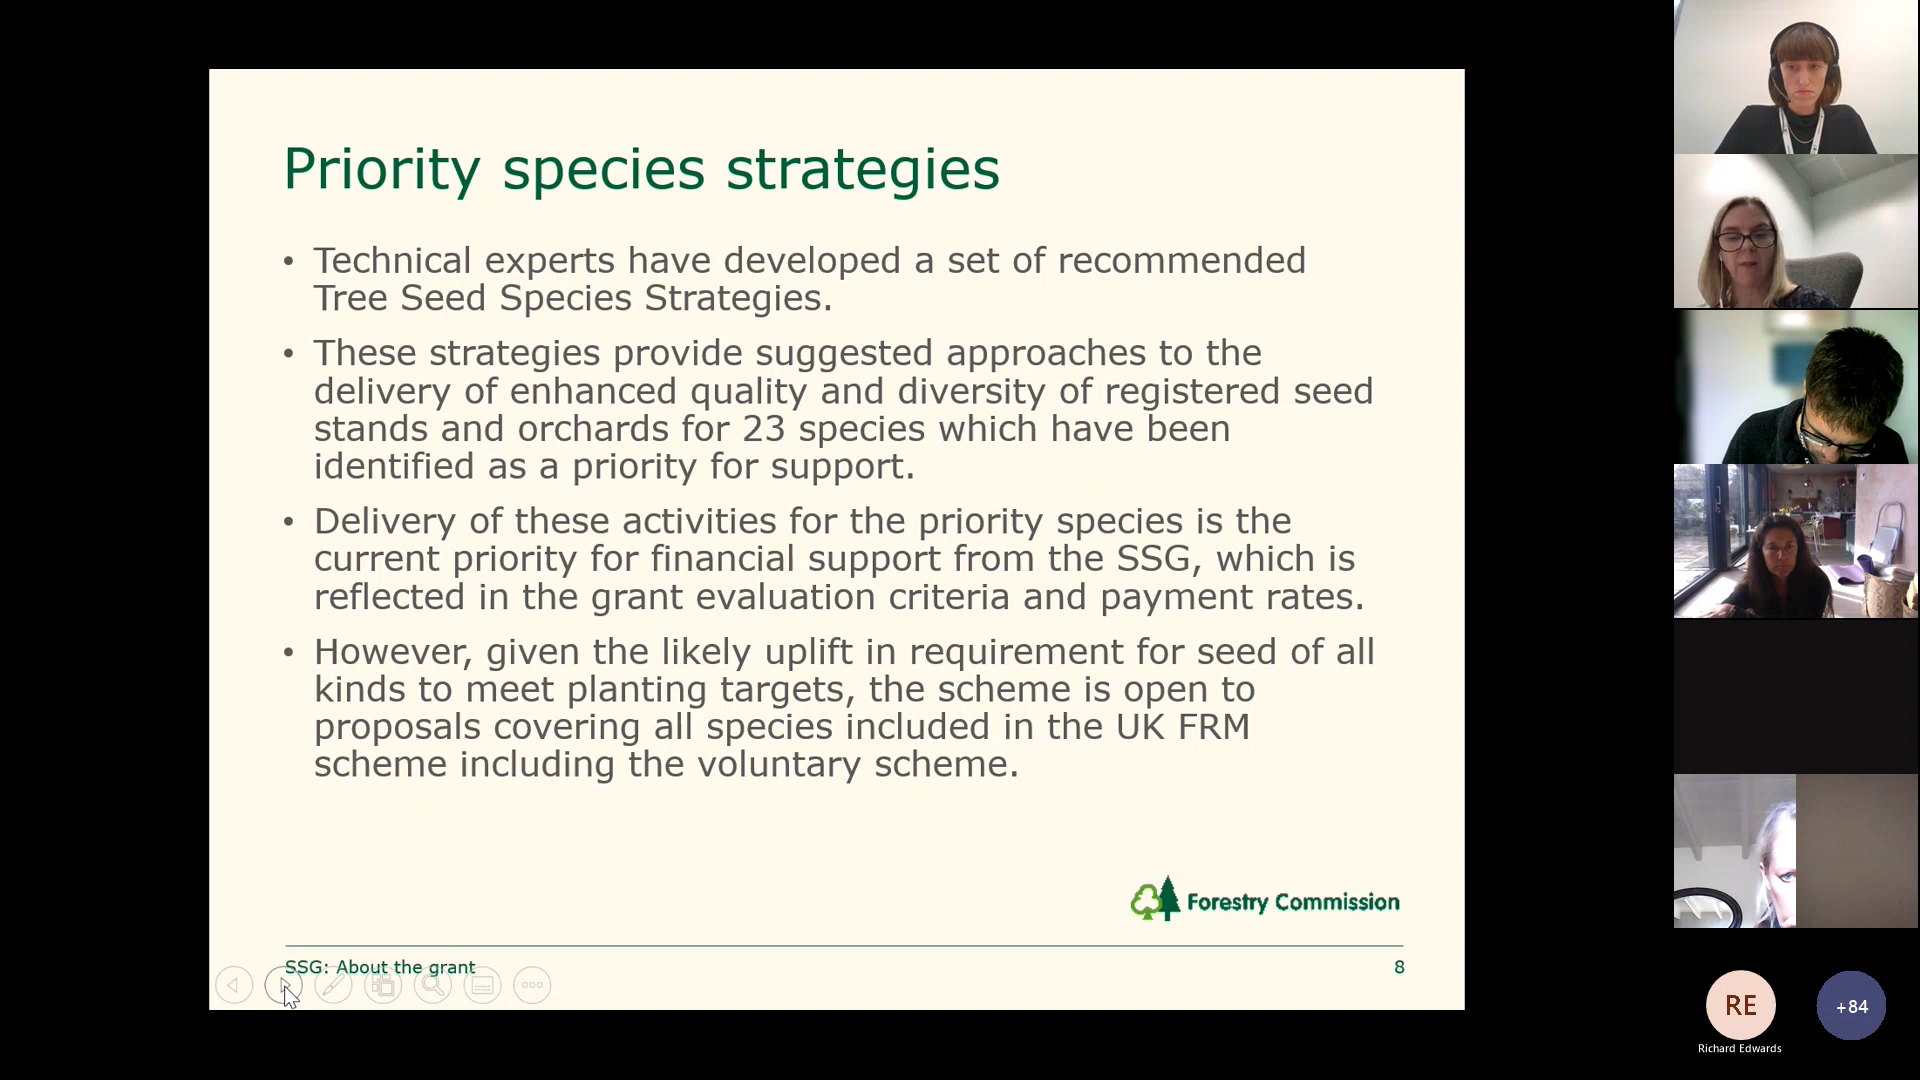 Priority species strategies
• Technical experts have developed a set of recommended
Tree Seed Species Strategies.
• These strategies provide suggested approaches to the
delivery of enhanced quality and diversity of registered seed
stands and orchards for 23 species which have been
identified as a priority for support.
• Delivery of these activities for the priority species is the
current priority for financial support from the SSG, which is
reflected in the grant evaluation criteria and payment rates.
• However, given the likely uplift in requirement for seed of all
kinds to meet planting targets, the scheme is open to
proposals covering all species included in the UK FRM
scheme including the voluntary scheme.
Forestry Commission
SSG: About the grant
8
RE
+84
Richard Edwards